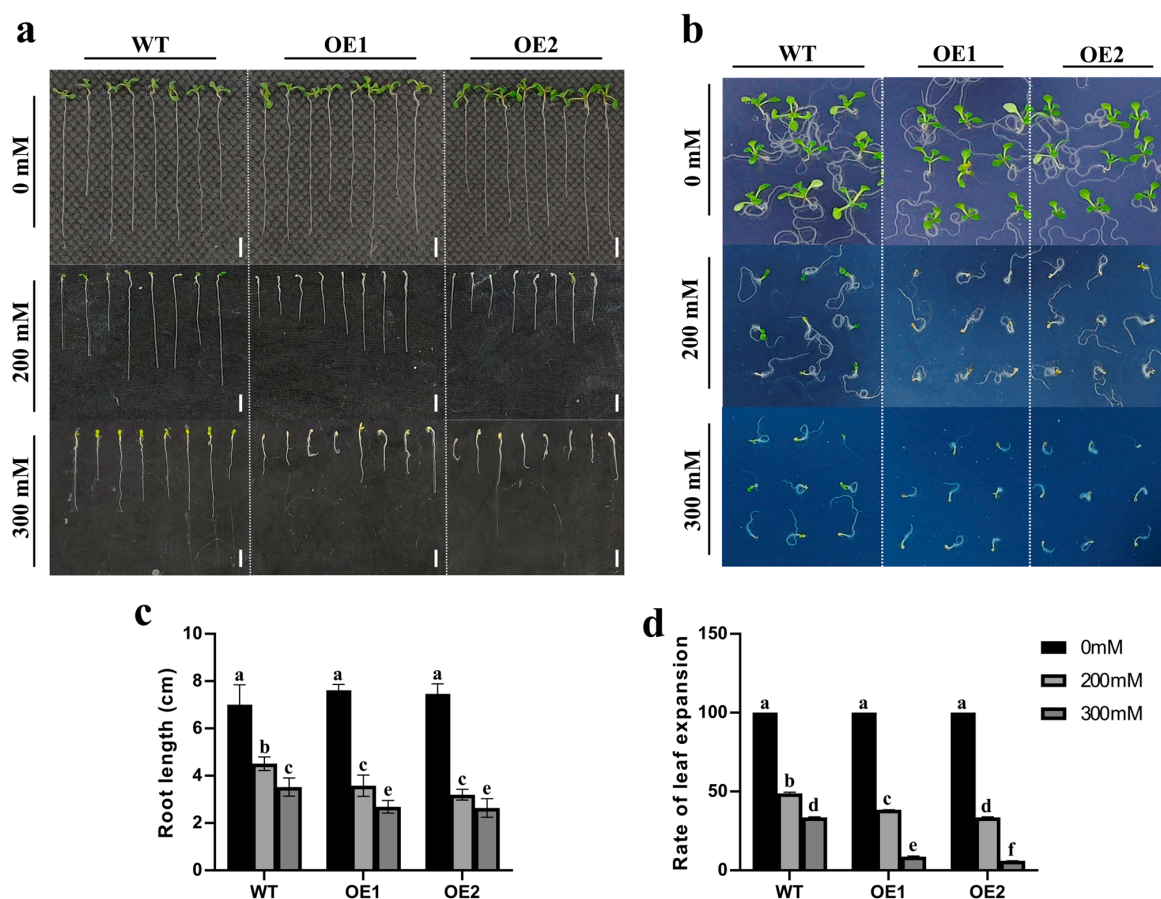 a
WT OE1 OE2
0 mM
200 mM
300 mM
b
WT OE1 OE2
0 mM
200 mM
300 mM
c
Root length (cm)
10
8
6
4
2
0
a a a
b c c
c e e
WT OE1 OE2
d
Rate of leaf expansion
150
100
50
0
a a a
b c d
d e f
WT OE1 OE2
0mM
200mM
300mM